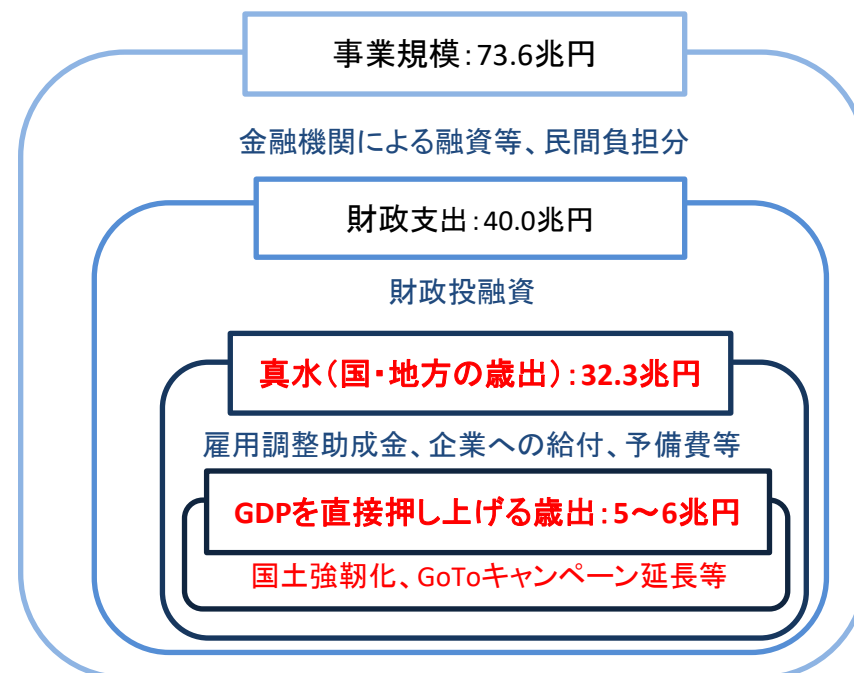 事業規模：73.6兆円
金融機関による融資等、民間負担分
財政支出：40.0兆円
財政投融資
真水（国・地方の歳出）：32.3兆円
雇用調整助成金、企業への給付、予備費等
GDPを直接押し上げる歳出：5～6兆円
国土強靭化、GoToキャンペーン延長等